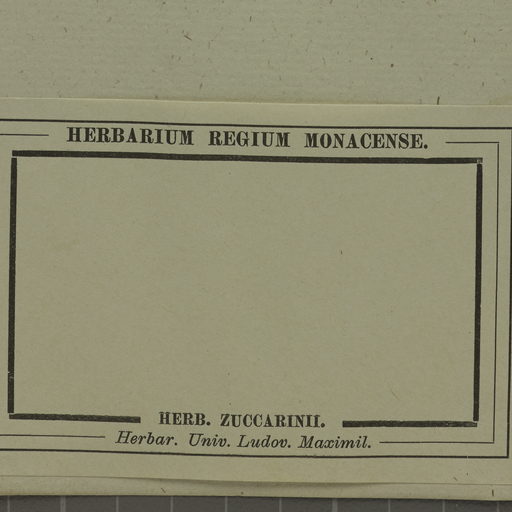 HERBARIUM REGIUM MONACENSE.
HERB. ZUCCARINII.
Herbar. Univ. Ludov. Maximil.